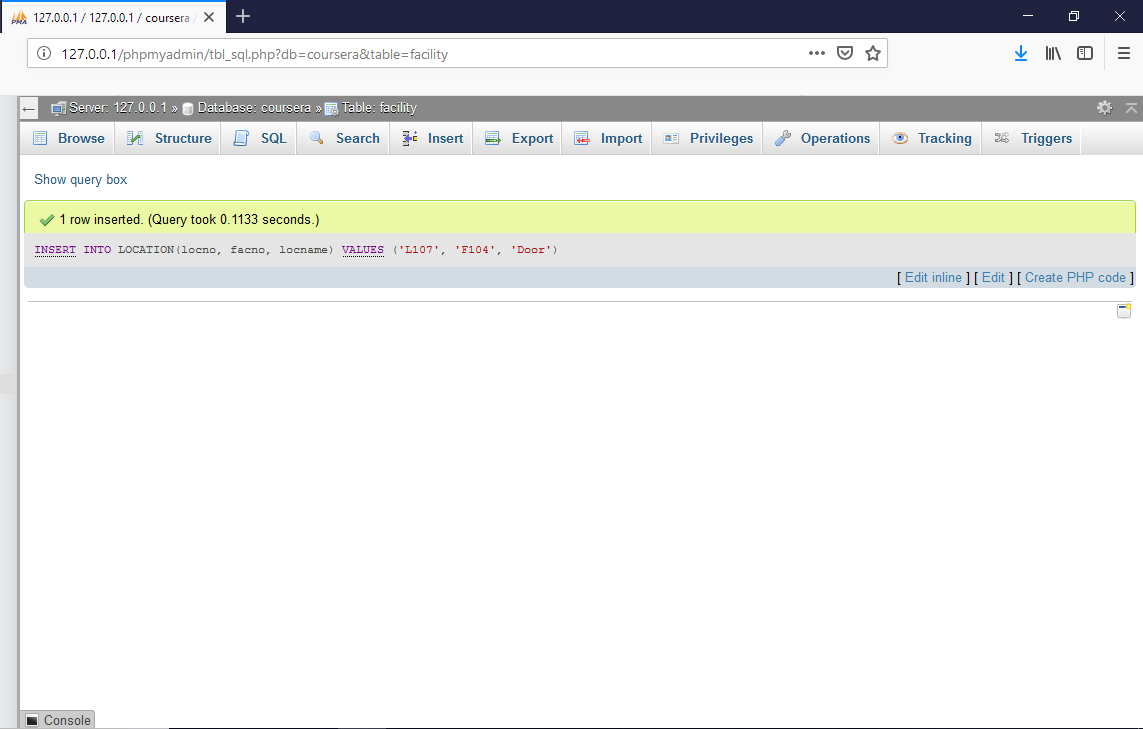 127.0.0.1 / 127.0.0.1 / coursera
127.0.0.1/phpmyadmin/tbl_sql.php?db=coursera&table=facility
Server: 127.0.0.1 » Database: coursera » Table: facility
Browse Structure SQL Search Insert Export Import Privileges Operations Tracking Triggers
Show query box
1 row inserted. (Query took 0.1133 seconds.)
INSERT INTO LOCATION(locno, facno, locname) VALUES ('L107', 'F104', 'Door')
[ Edit inline ] [ Edit ] [ Create PHP code ]
Console